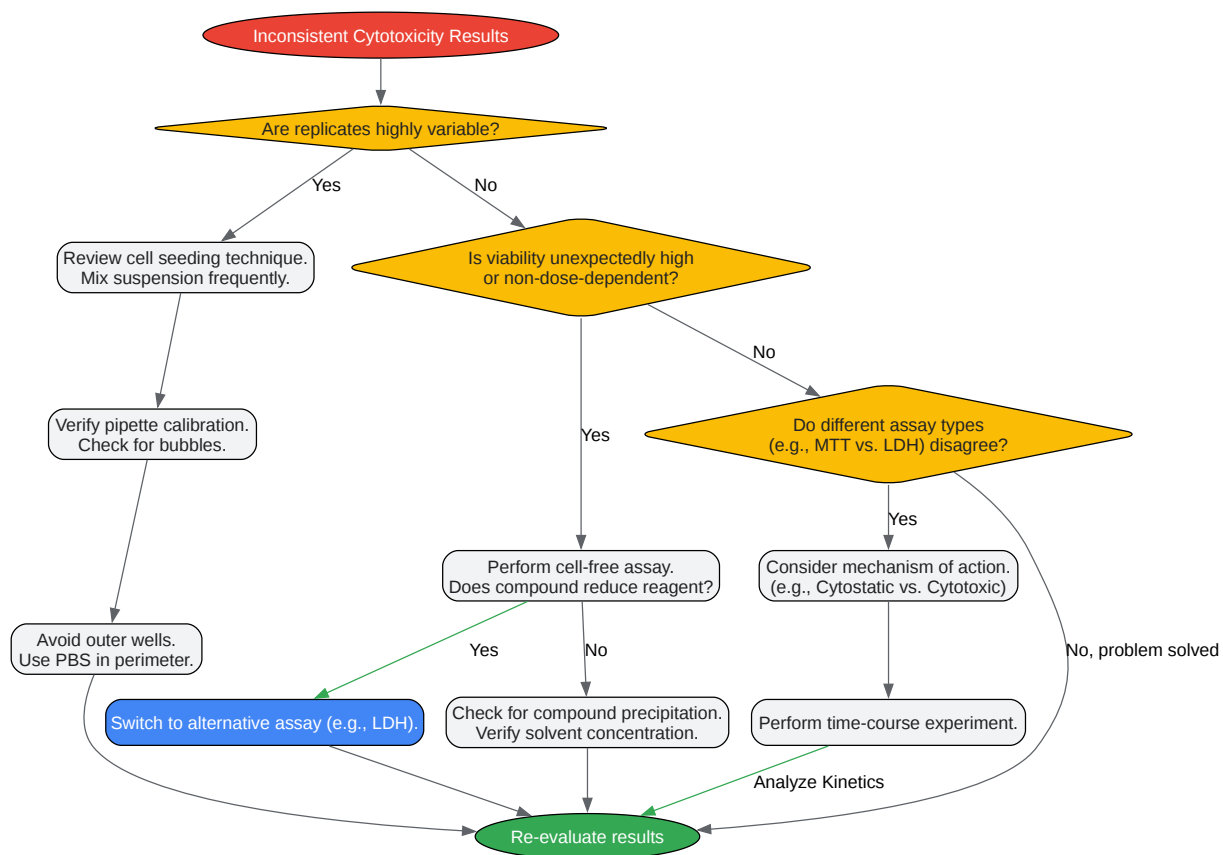 Inconsistent Cytotoxicity Results
Are replicates highly variable?
Yes
No
Review cell seeding technique.
Mix suspension frequently.
Is viability unexpectedly high
or non-dose-dependent?
No
Verify pipette calibration.
Check for bubbles.
Yes
Do different assay types
(e.g., MTT vs. LDH) disagree?
Yes
Perform cell-free assay.
Does compound reduce reagent?
Consider mechanism of action.
(e.g., Cytostatic vs. Cytotoxic)
Avoid outer wells.
Use PBS in perimeter.
Yes
No
No, problem solved
Switch to alternative assay (e.g., LDH).
Check for compound precipitation.
Verify solvent concentration.
Perform time-course experiment.
Analyze Kinetics
Re-evaluate results